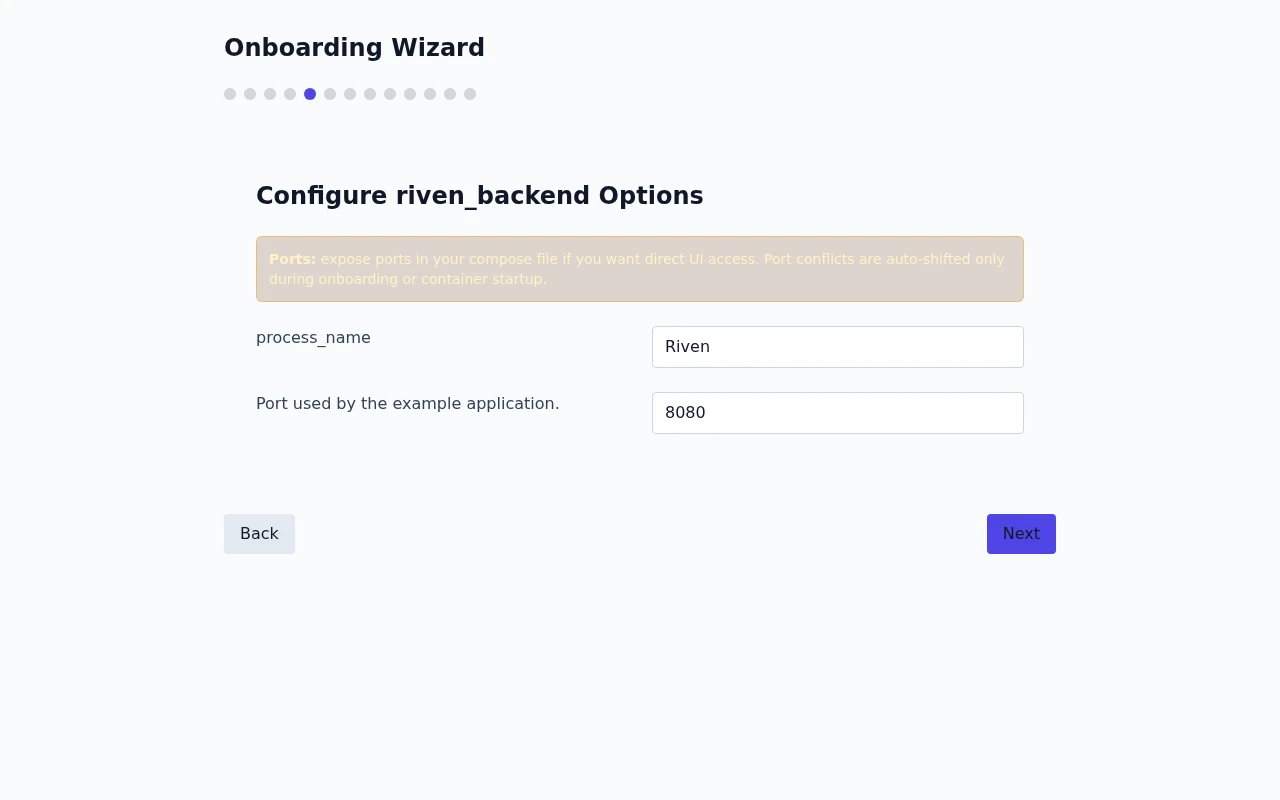 Onboarding Wizard
Configure riven_backend Options
Ports: expose ports in your compose file if you want direct UI access. Port conflicts are auto-shifted only
during onboarding or container startup.
process_name
Riven
Port used by the example application.
8080
Back
Next